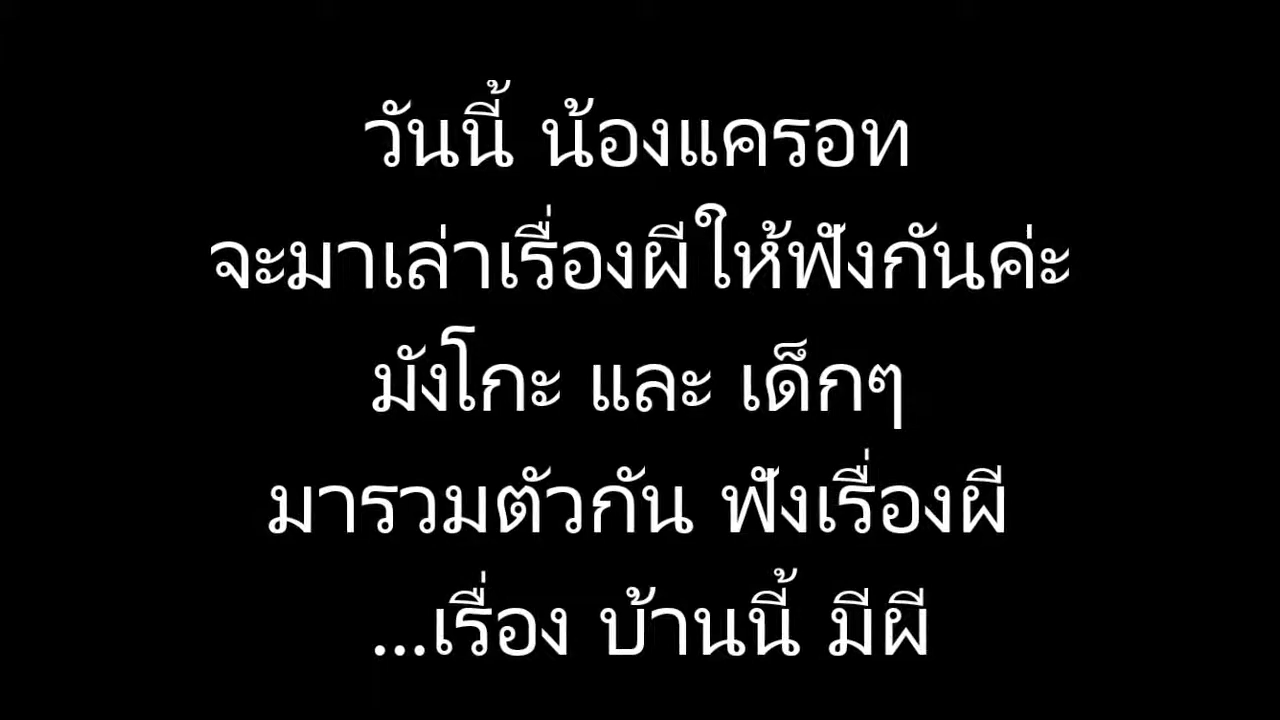 วันนี้ น้องแครอท
จะมาเล่าเรื่องผีให้ฟังกันค่ะ
มังโกะ และ เด็กๆ
มารวมตัวกัน ฟังเรื่องผี
...เรื่อง บ้านนี้ มีผี